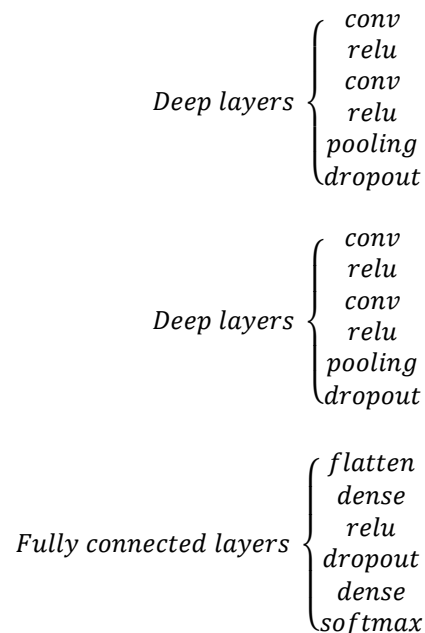 conv
relu
conv
Deep layers
relu
pooling
dropout
conv
relu
conv
Deep layers
relu
pooling
dropout
flatten
dense
relu
Fully connected layers
dropout
dense
softmax